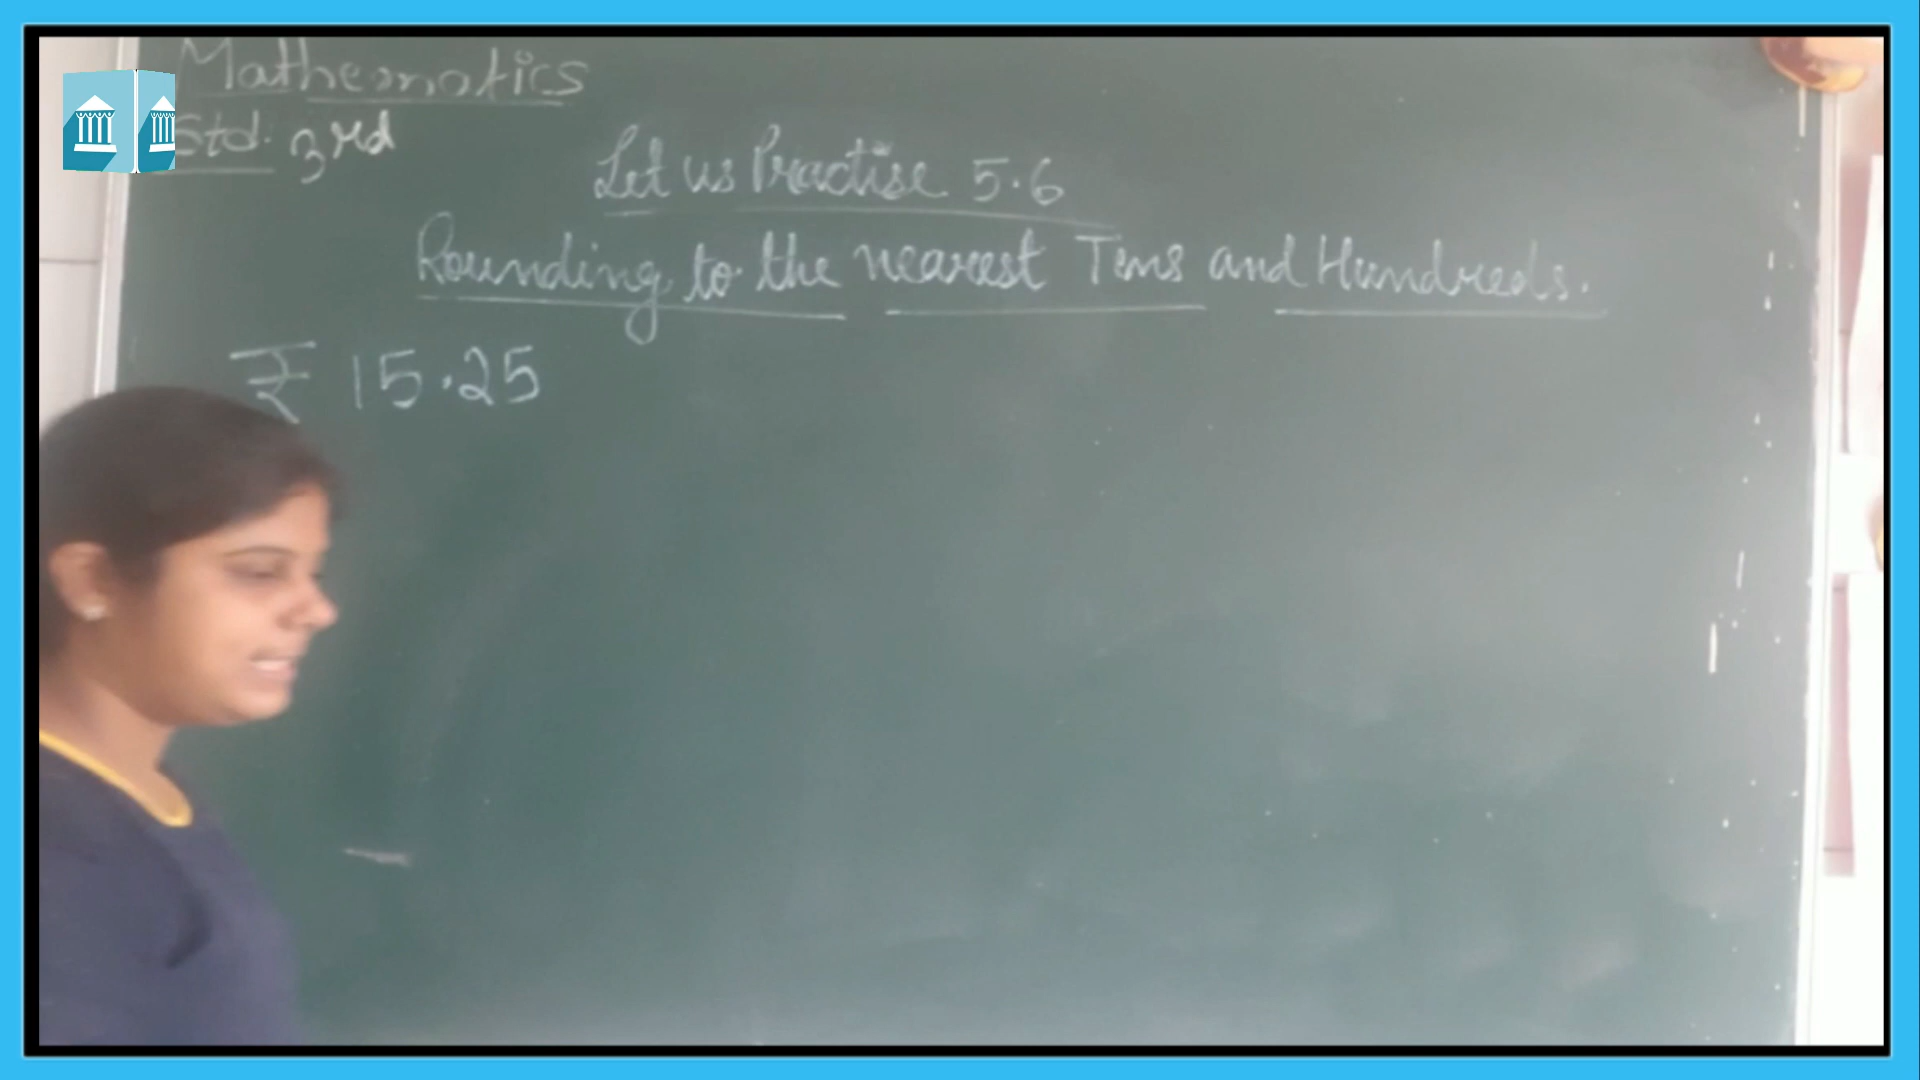 Mathematics
Std. 3rd
Let us Practise 5.6
Rounding to the nearest Tens and Hundreds.
₹ 15.25